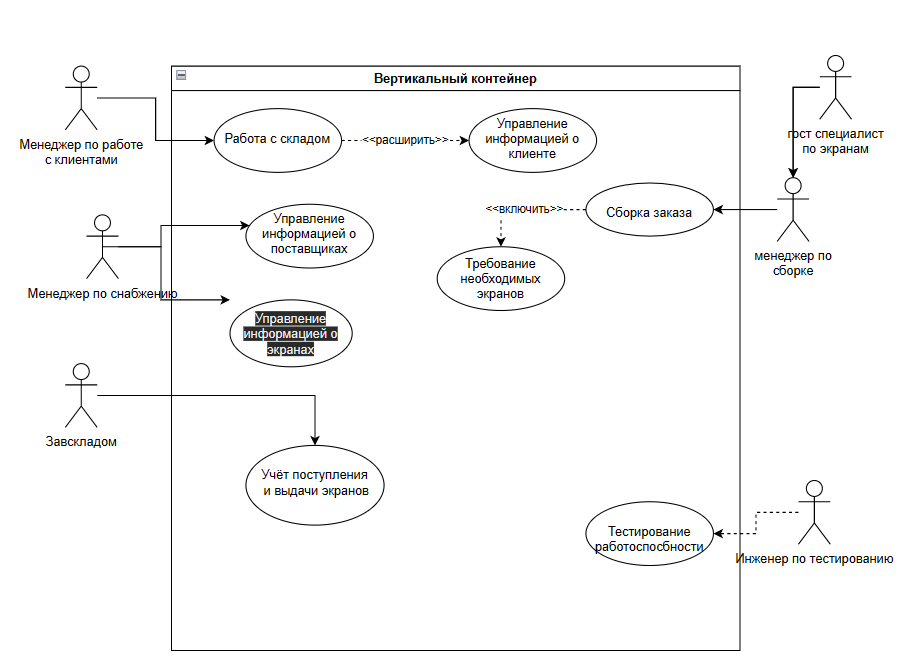 Вертикальный контейнер
Менеджер по работе
с клиентами
Работа с складом
<<расширить>>
Управление
информацией о
клиенте
гост специалист
по экранам
<<включить>>
Сборка заказа
менеджер по
сборке
Менеджер по снабжению
Управление
информацией о
поставщиках
Требование
необходимых
экранов
Управление
информацией о
экранах
Завскладом
Учёт поступления
и выдачи экранов
Тестирование
работоспосбности
Инженер по тестированию